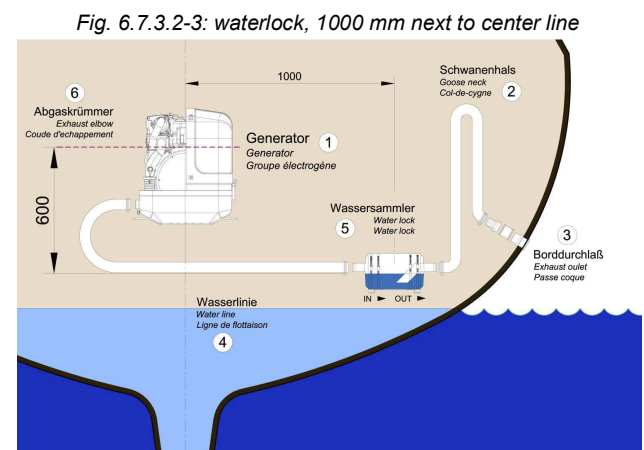 Fig. 6.7.3.2-3: waterlock, 1000 mm next to center line
1000
6
Abgaskrümmer
Exhaust elbow
Coude d'echappement
Generator
Generator
Groupe électrogène
1
Schwanenhals
Goose neck
Col-de-cygne
2
600
Wassersammler
Water lock
Water lock
5
3
Borddurchlaß
Exhaust oulet
Passe coque
IN
OUT
Wasserlinie
Water line
Ligne de flottaison
4